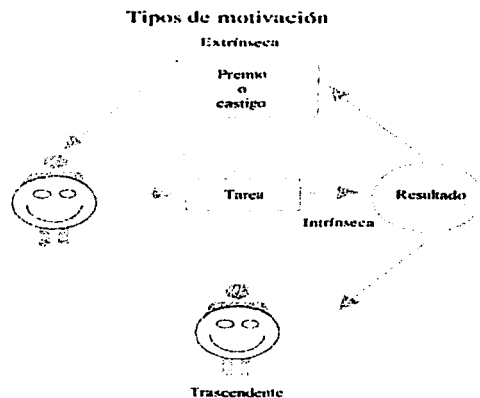 Tipos de motivación
Extrínseca
Premio
o
castigo
Tarea
Resultado
Intrínseca
Trascendente